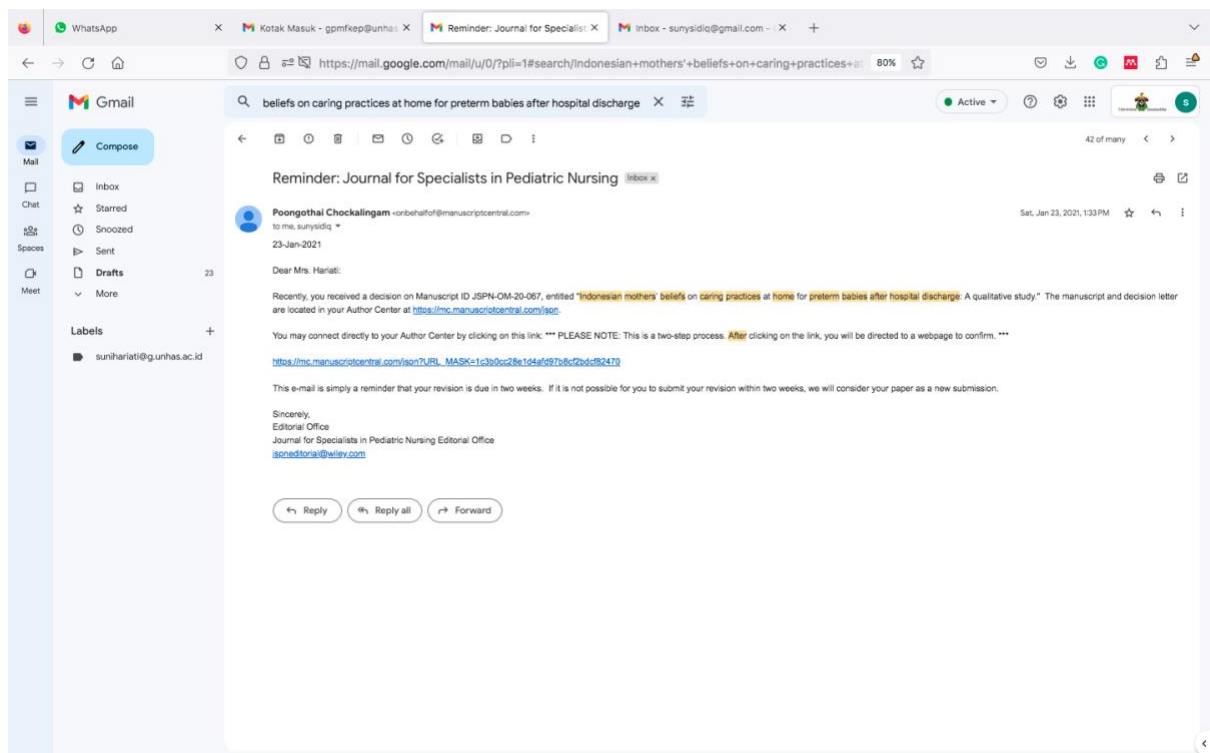 WhatsApp
Kotak Masuk - gpmfkep@unhas
Reminder: Journal for Specialist
Inbox - sunysidiq@gmail.com -
https://mail.google.com/mail/u/0/?pli=1#search/Indonesian+mothers'+beliefs+on+caring+practices+at
80%
Gmail
beliefs on caring practices at home for preterm babies after hospital discharge
Active
S
Mail
Compose
42 of many
Chat
Inbox
Starred
Spaces
Snoozed
Sent
Meet
Drafts 23
More
Labels
sunihariati@g.unhas.ac.id
Reminder: Journal for Specialists in Pediatric Nursing Inbox x
Poongothai Chockalingam <onbehalfof@manuscriptcentral.com>
Sat, Jan 23, 2021, 1:33 PM
to me, sunysidiq
23-Jan-2021
Dear Mrs. Hariati:
Recently, you received a decision on Manuscript ID JSPN-OM-20-067, entitled "Indonesian mothers' beliefs on caring practices at home for preterm babies after hospital discharge: A qualitative study." The manuscript and decision letter
are located in your Author Center at https://mc.manuscriptcentral.com/jspn.
You may connect directly to your Author Center by clicking on this link: *** PLEASE NOTE: This is a two-step process. After clicking on the link, you will be directed to a webpage to confirm. ***
https://mc.manuscriptcentral.com/jspn?URL_MASK=1c3b0cc28e1d4afd97b8cf2bdcf82470
This e-mail is simply a reminder that your revision is due in two weeks. If it is not possible for you to submit your revision within two weeks, we will consider your paper as a new submission.
Sincerely,
Editorial Office
Journal for Specialists in Pediatric Nursing Editorial Office
jspneditorial@wiley.com
Reply
Reply all
Forward